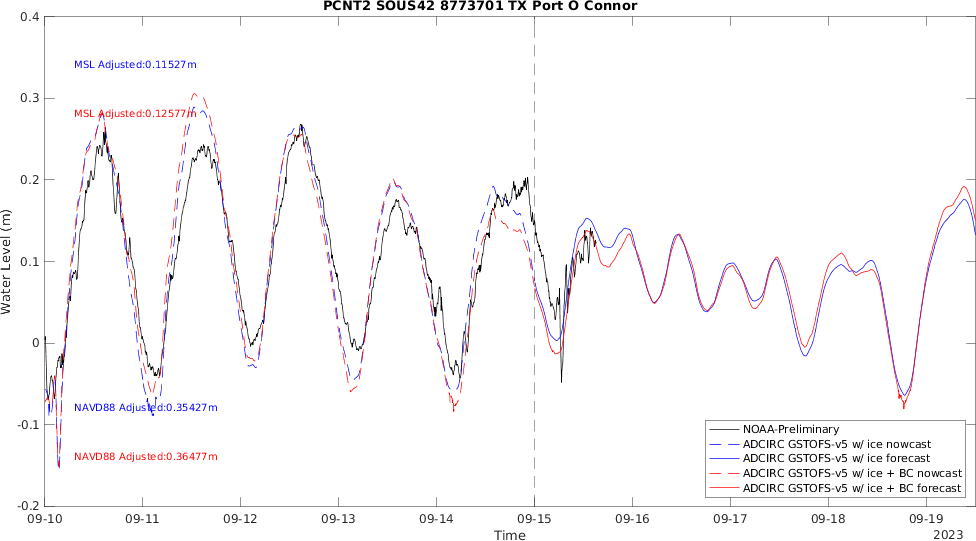 PCNT2 SOUS42 8773701 TX Port O Connor
0.4
0.3
0.2
0.1
0
-0.1
-0.2
Water Level (m)
MSL Adjusted:0.11527m
MSL Adjusted:0.12577m
NAVD88 Adjusted:0.35427m
NAVD88 Adjusted:0.36477m
NOAA-Preliminary
ADCIRC GSTOFS-v5 w/ ice nowcast
ADCIRC GSTOFS-v5 w/ ice forecast
ADCIRC GSTOFS-v5 w/ ice + BC nowcast
ADCIRC GSTOFS-v5 w/ ice + BC forecast
09-10 09-11 09-12 09-13 09-14 09-15 09-16 09-17 09-18 09-19
Time
2023